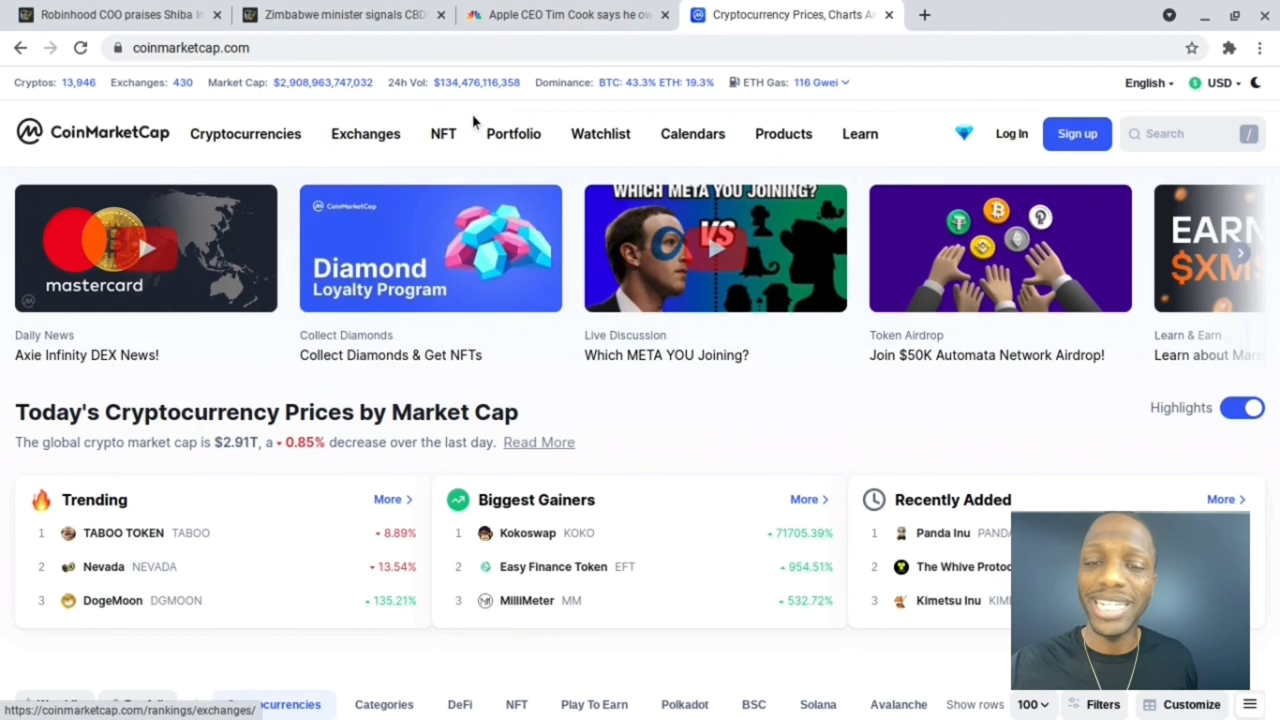 Robinhood COO praises Shiba In
Zimbabwe minister signals CBD
Apple CEO Tim Cook says he ow
Cryptocurrency Prices, Charts An
coinmarketcap.com
Cryptos: 13,946 Exchanges: 430 Market Cap: $2,908,963,747,032 24h Vol: $134,476,116,358 Dominance: BTC: 43.3% ETH: 19.3% ETH Gas: 116 Gwei English USD
CoinMarketCap Cryptocurrencies Exchanges NFT Portfolio Watchlist Calendars Products Learn Log In Sign up Search /
mastercard
CoinMarketCap
Diamond
Loyalty Program
WHICH META YOU JOINING?
VS
EARN
$XMS
Daily News
Axie Infinity DEX News!
Collect Diamonds
Collect Diamonds & Get NFTs
Live Discussion
Which META YOU Joining?
Token Airdrop
Join $50K Automata Network Airdrop!
Learn & Earn
Learn about Mars
Today's Cryptocurrency Prices by Market Cap
Highlights
The global crypto market cap is $2.91T, a 0.85% decrease over the last day. Read More
Trending More
1 TABOO TOKEN TABOO 8.89%
2 Nevada NEVADA 13.54%
3 DogeMoon DGMOON 135.21%
Biggest Gainers More
1 Kokoswap KOKO 71705.39%
2 Easy Finance Token EFT 954.51%
3 MilliMeter MM 532.72%
Recently Added More
1 Panda Inu PANDA
2 The Whive Protoc
3 Kimetsu Inu KIM
https://coinmarketcap.com/rankings/exchanges/
currencies Categories DeFi NFT Play To Earn Polkadot BSC Solana Avalanche Show rows 100 Filters Customize